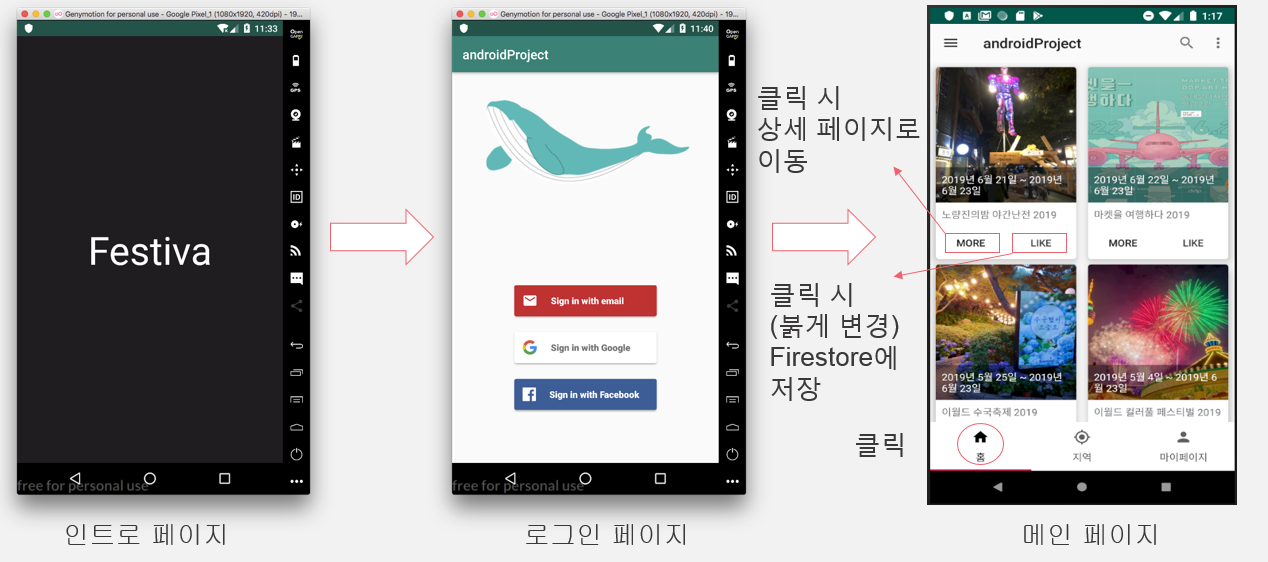 Genymotion for personal use - Google Pixel_1 (1080x1920, 420dpi) - 19...
11:33
Open
GAPPS
GPS
ID
Festiva
free for personal use
인트로 페이지
Genymotion for personal use - Google Pixel_1 (1080x1920, 420dpi) - 19...
11:40
androidProject
Open
GAPPS
GPS
ID
Sign in with email
Sign in with Google
Sign in with Facebook
free for personal use
로그인 페이지
클릭 시
상세 페이지로
이동
클릭 시
(붉게 변경)
Firestore에
저장
클릭
1:17
androidProject
2019년 6월 21일 ~ 2019년
6월 23일
노량진의밤 야간난전 2019
MORE
LIKE
행하다
2019년 6월 22일 ~ 2019년
6월 23일
마켓을 여행하다 2019
MORE
LIKE
2019년 5월 25일 ~ 2019년
6월 23일
이월드 수국축제 2019
2019년 5월 4일 ~ 2019년 6
월 23일
이월드 컬러풀 페스티벌 2019
홈
지역
마이페이지
메인 페이지